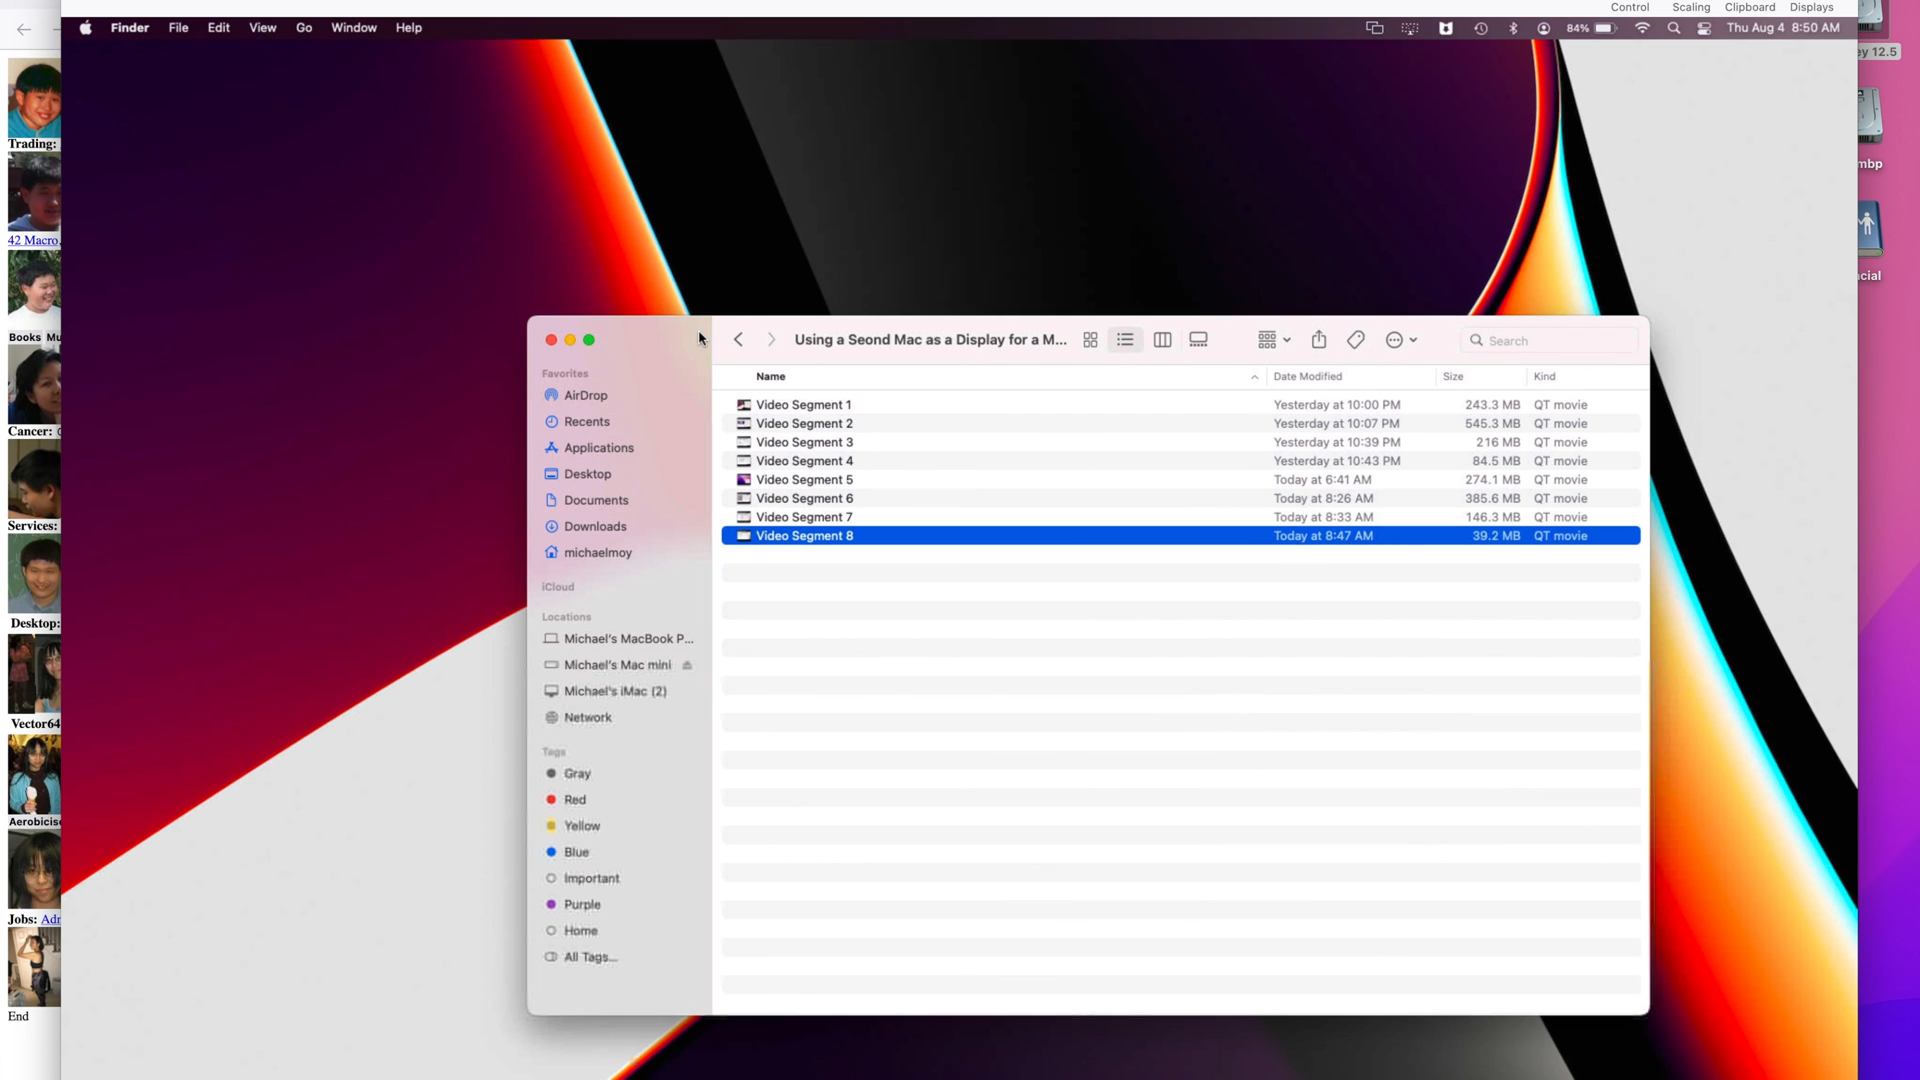 Control Scaling Clipboard Displays
Finder File Edit View Go Window Help 84% Thu Aug 4 8:50 AM
ey 12.5
Trading:
mbp
42 Macro,
cial
Books Mu
Cancer:
Services:
Desktop:
Vector64
Aerobicise
Jobs: Adr
End
Using a Seond Mac as a Display for a M... Search
Favorites
AirDrop
Recents
Applications
Desktop
Documents
Downloads
michaelmoy
iCloud
Locations
Michael's MacBook P...
Michael's Mac mini
Michael's iMac (2)
Network
Tags
Gray
Red
Yellow
Blue
Important
Purple
Home
All Tags...
Name Date Modified Size Kind
Video Segment 1 Yesterday at 10:00 PM 243.3 MB QT movie
Video Segment 2 Yesterday at 10:07 PM 545.3 MB QT movie
Video Segment 3 Yesterday at 10:39 PM 216 MB QT movie
Video Segment 4 Yesterday at 10:43 PM 84.5 MB QT movie
Video Segment 5 Today at 6:41 AM 274.1 MB QT movie
Video Segment 6 Today at 8:26 AM 385.6 MB QT movie
Video Segment 7 Today at 8:33 AM 146.3 MB QT movie
Video Segment 8 Today at 8:47 AM 39.2 MB QT movie